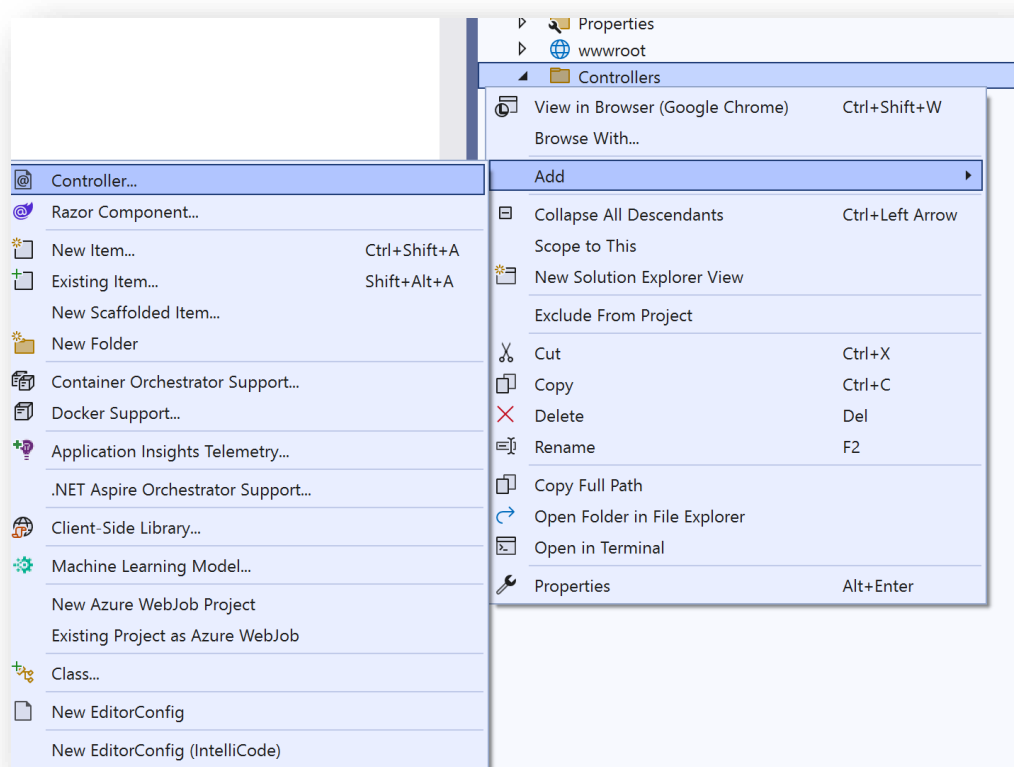 Properties
wwwroot
Controllers
View in Browser (Google Chrome) Ctrl+Shift+W
Browse With...
Add
Collapse All Descendants Ctrl+Left Arrow
Scope to This
New Solution Explorer View
Exclude From Project
Cut Ctrl+X
Copy Ctrl+C
Delete Del
Rename F2
Copy Full Path
Open Folder in File Explorer
Open in Terminal
Properties Alt+Enter
Controller...
Razor Component...
New Item... Ctrl+Shift+A
Existing Item... Shift+Alt+A
New Scaffolded Item...
New Folder
Container Orchestrator Support...
Docker Support...
Application Insights Telemetry...
.NET Aspire Orchestrator Support...
Client-Side Library...
Machine Learning Model...
New Azure WebJob Project
Existing Project as Azure WebJob
Class...
New EditorConfig
New EditorConfig (IntelliCode)